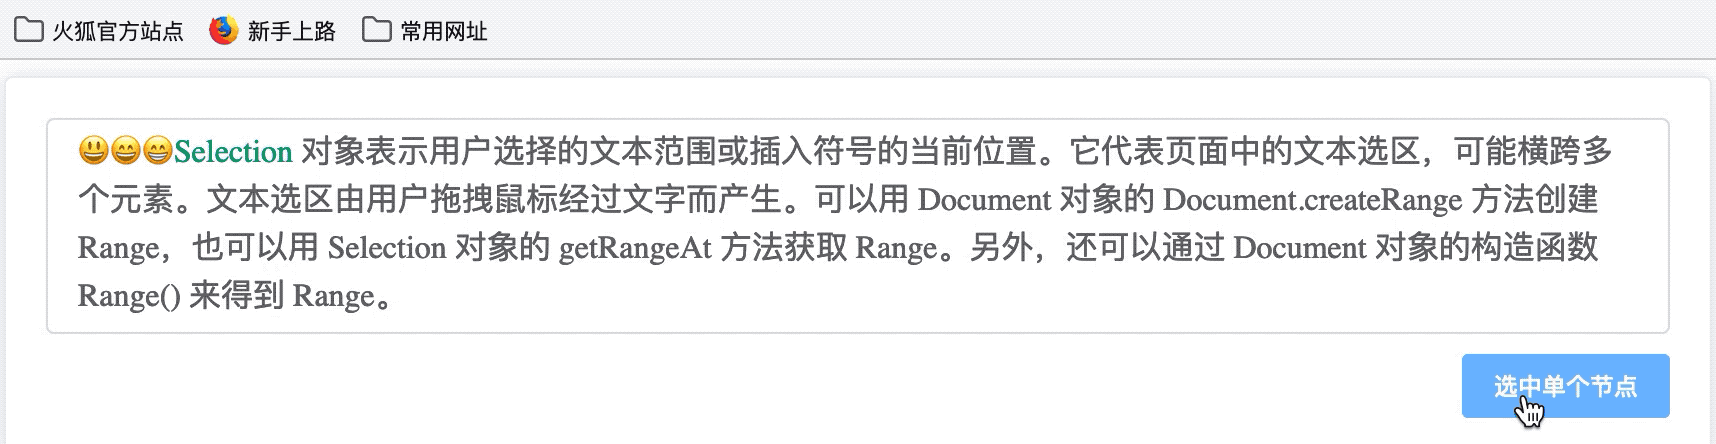 火狐官方站点 新手上路 常用网址
😃😄😁Selection 对象表示用户选择的文本范围或插入符号的当前位置。它代表页面中的文本选区，可能横跨多
个元素。文本选区由用户拖拽鼠标经过文字而产生。可以用 Document 对象的 Document.createRange 方法创建
Range，也可以用 Selection 对象的 getRangeAt 方法获取 Range。另外，还可以通过 Document 对象的构造函数
Range() 来得到 Range。
选中单个节点